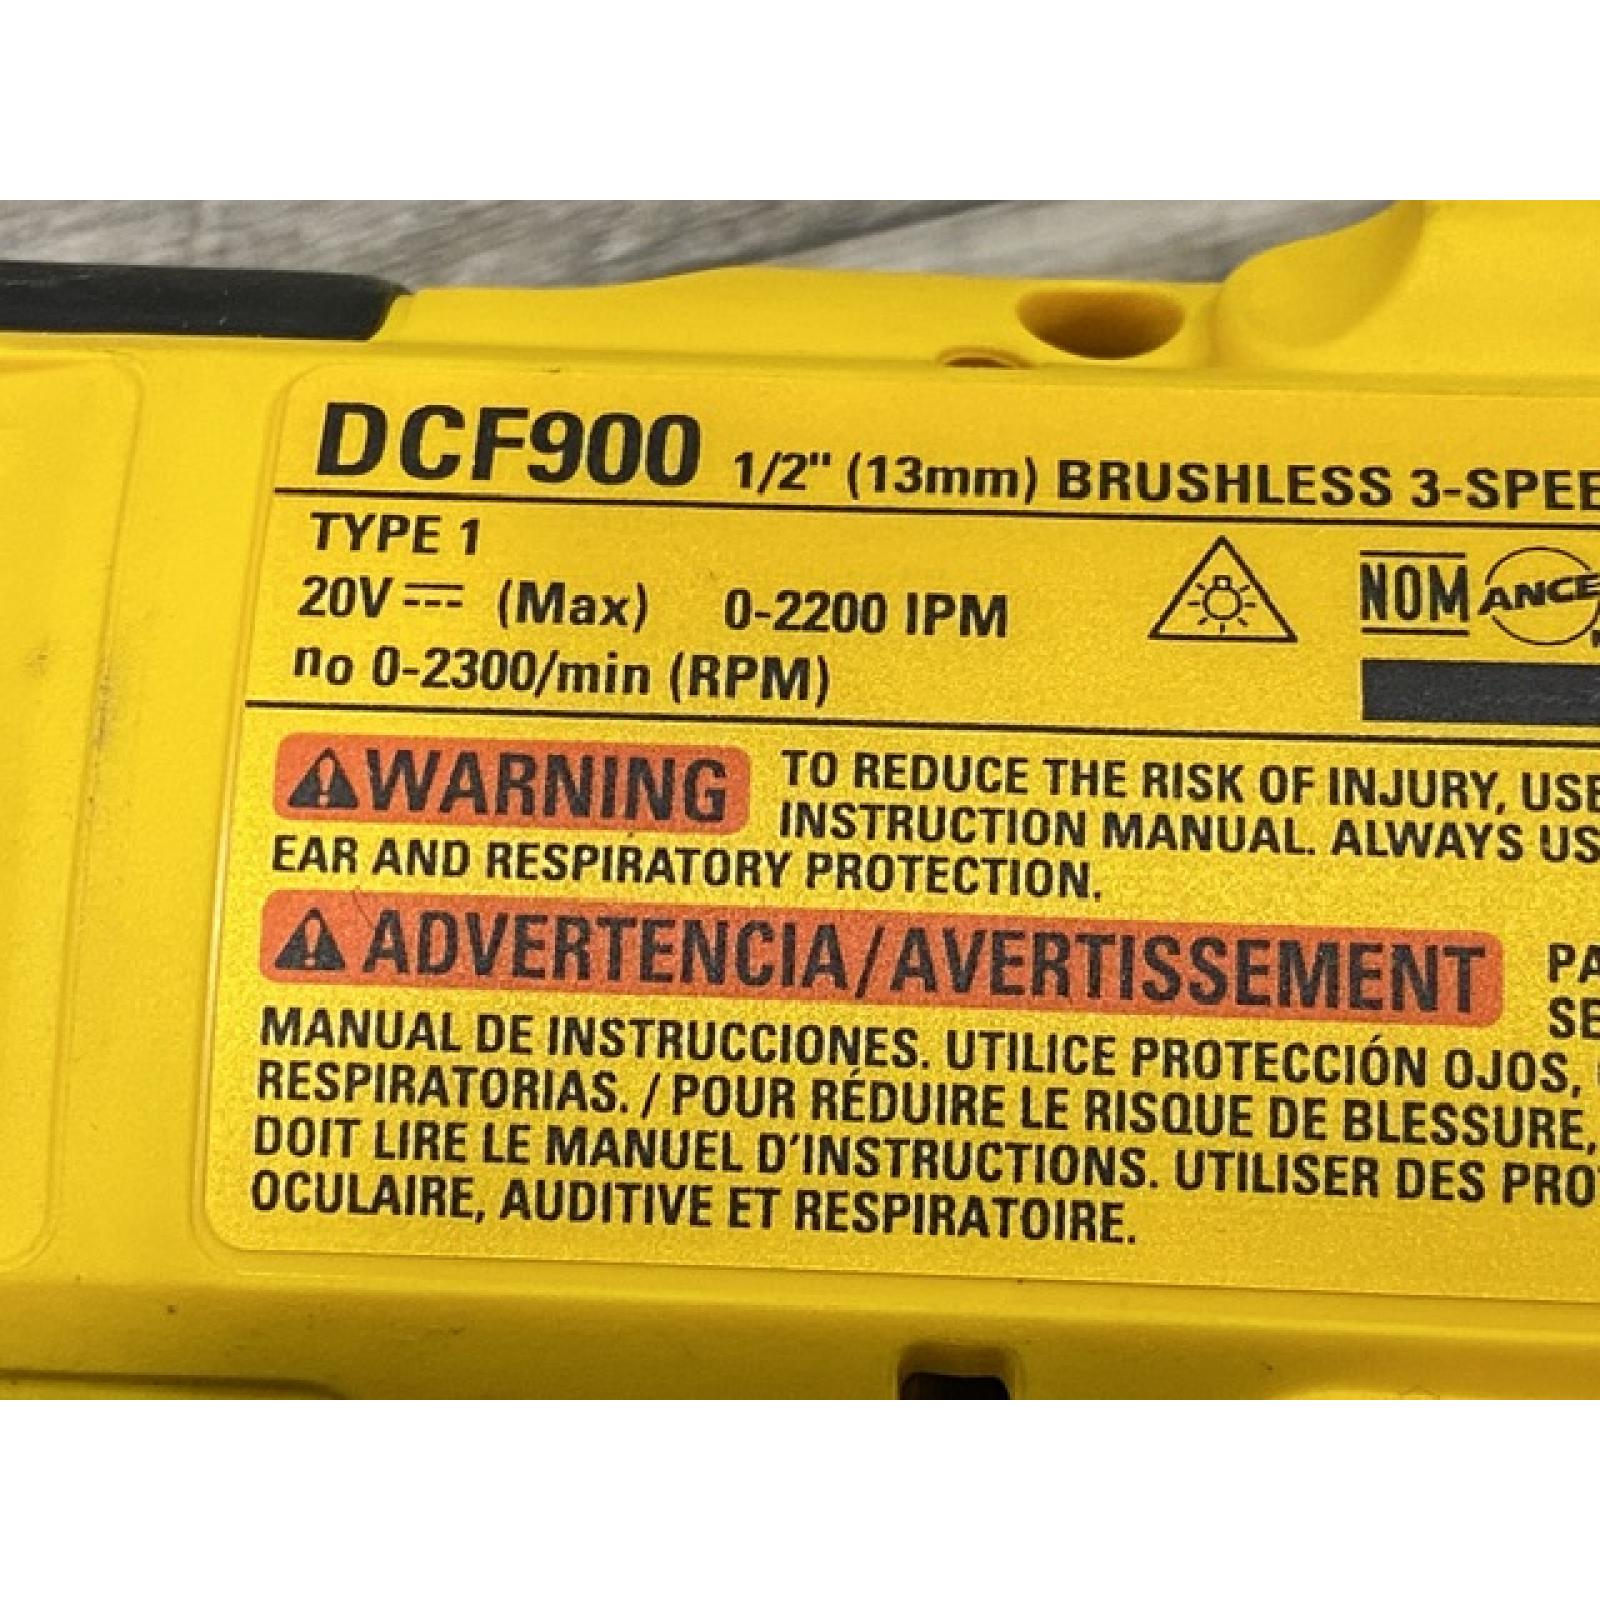 DCF900 1/2" (13mm) BRUSHLESS 3-SPEE
TYPE 1
20V (Max) 0-2200 IPM
no 0-2300/min (RPM)
NOM ANCE
WARNING TO REDUCE THE RISK OF INJURY, USE
INSTRUCTION MANUAL. ALWAYS US
EAR AND RESPIRATORY PROTECTION.
ADVERTENCIA/AVERTISSEMENT PA
SE
MANUAL DE INSTRUCCIONES. UTILICE PROTECCIÓN OJOS,
RESPIRATORIAS. / POUR RÉDUIRE LE RISQUE DE BLESSURE,
DOIT LIRE LE MANUEL D'INSTRUCTIONS. UTILISER DES PRO
OCULAIRE, AUDITIVE ET RESPIRATOIRE.